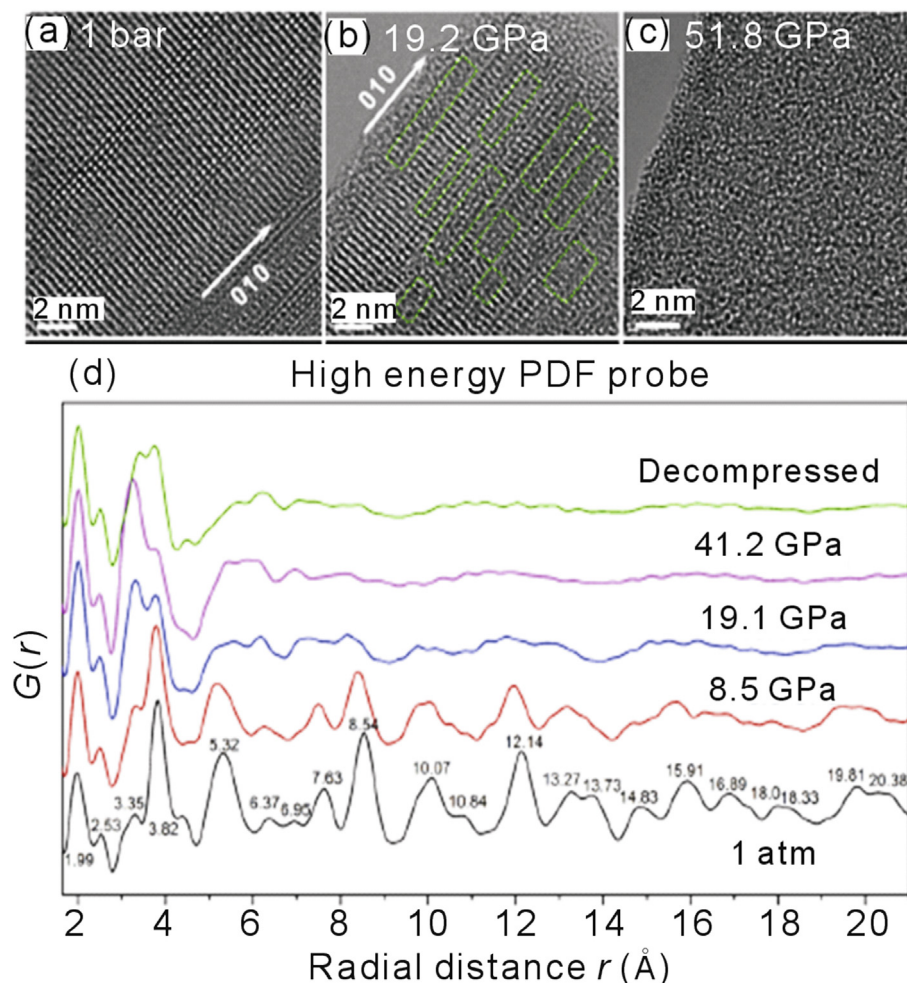 (a) 1 bar
010
2 nm
(b) 19.2 GPa
010
2 nm
(c) 51.8 GPa
2 nm
(d) High energy PDF probe
Decompressed
41.2 GPa
19.1 GPa
8.5 GPa
1 atm
1.99
2.53
3.35
3.82
5.32
6.37
6.95
7.63
8.54
10.07
10.84
12.14
13.27
13.73
14.83
15.91
16.89
18.0
18.33
19.81
20.38
G(r)
2 4 6 8 10 12 14 16 18 20
Radial distance r (Å)